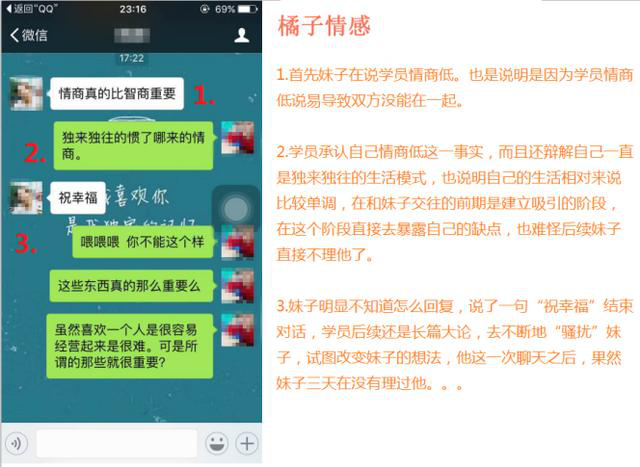 返回"QQ"
23:16
69%
微信
17:22
情商真的比智商重要
1.
独来独往的惯了哪来的情
商。
2.
祝幸福
喜欢你
3.
喂喂喂 你不能这个样
这些东西真的那么重要么
虽然喜欢一个人是很容易
经营起来是很难。可是所
谓的那些就很重要?
橘子情感
1.首先妹子在说学员情商低。也是说明是因为学员情商
低说易导致双方没能在一起。
2.学员承认自己情商低这一事实，而且还辩解自己一直
是独来独往的生活模式，也说明自己的生活相对来说
比较单调，在和妹子交往的前期是建立吸引的阶段，
在这个阶段直接去暴露自己的缺点，也难怪后续妹子
直接不理他了。
3.妹子明显不知道怎么回复，说了一句“祝幸福”结束
对话，学员后续还是长篇大论，去不断地“骚扰”妹
子，试图改变妹子的想法，他这一次聊天之后，果然
妹子三天在没有理过他。。。